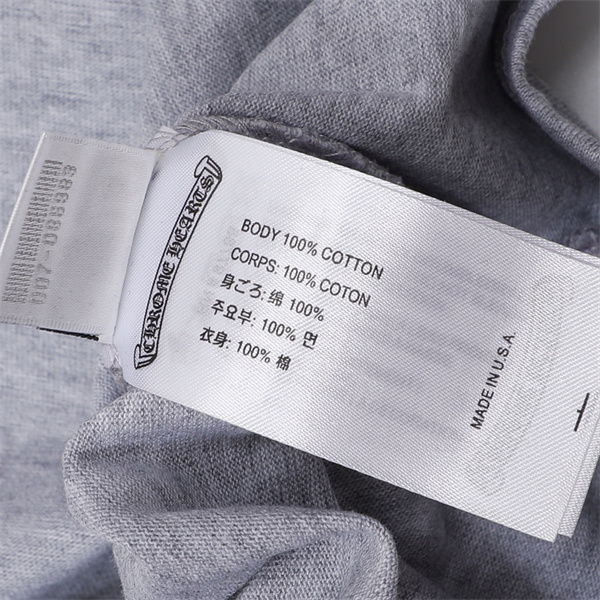 CHROME HEARTS
BODY 100% COTTON
CORPS: 100% COTON
身ごろ: 绵 100%
주요부: 100% 면
衣身: 100% 棉
MADE IN U.S.A.